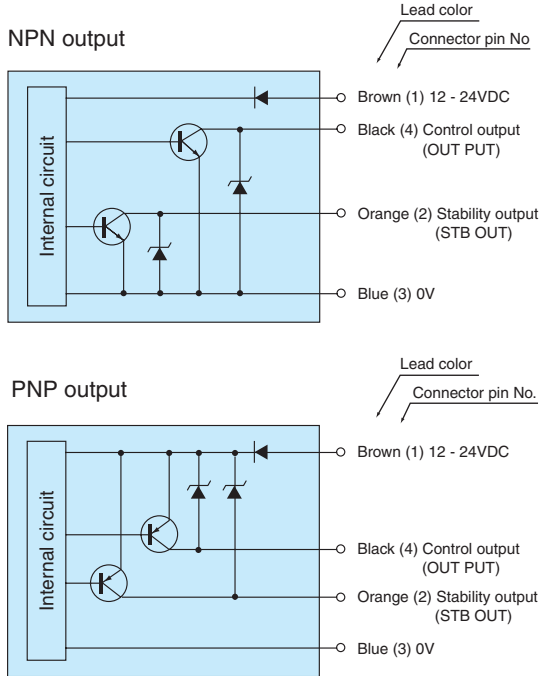 NPN output
Lead color
Connector pin No
Internal circuit
Brown (1) 12 - 24VDC
Black (4) Control output
(OUT PUT)
Orange (2) Stability output
(STB OUT)
Blue (3) 0V
PNP output
Lead color
Connector pin No.
Internal circuit
Brown (1) 12 - 24VDC
Black (4) Control output
(OUT PUT)
Orange (2) Stability output
(STB OUT)
Blue (3) 0V